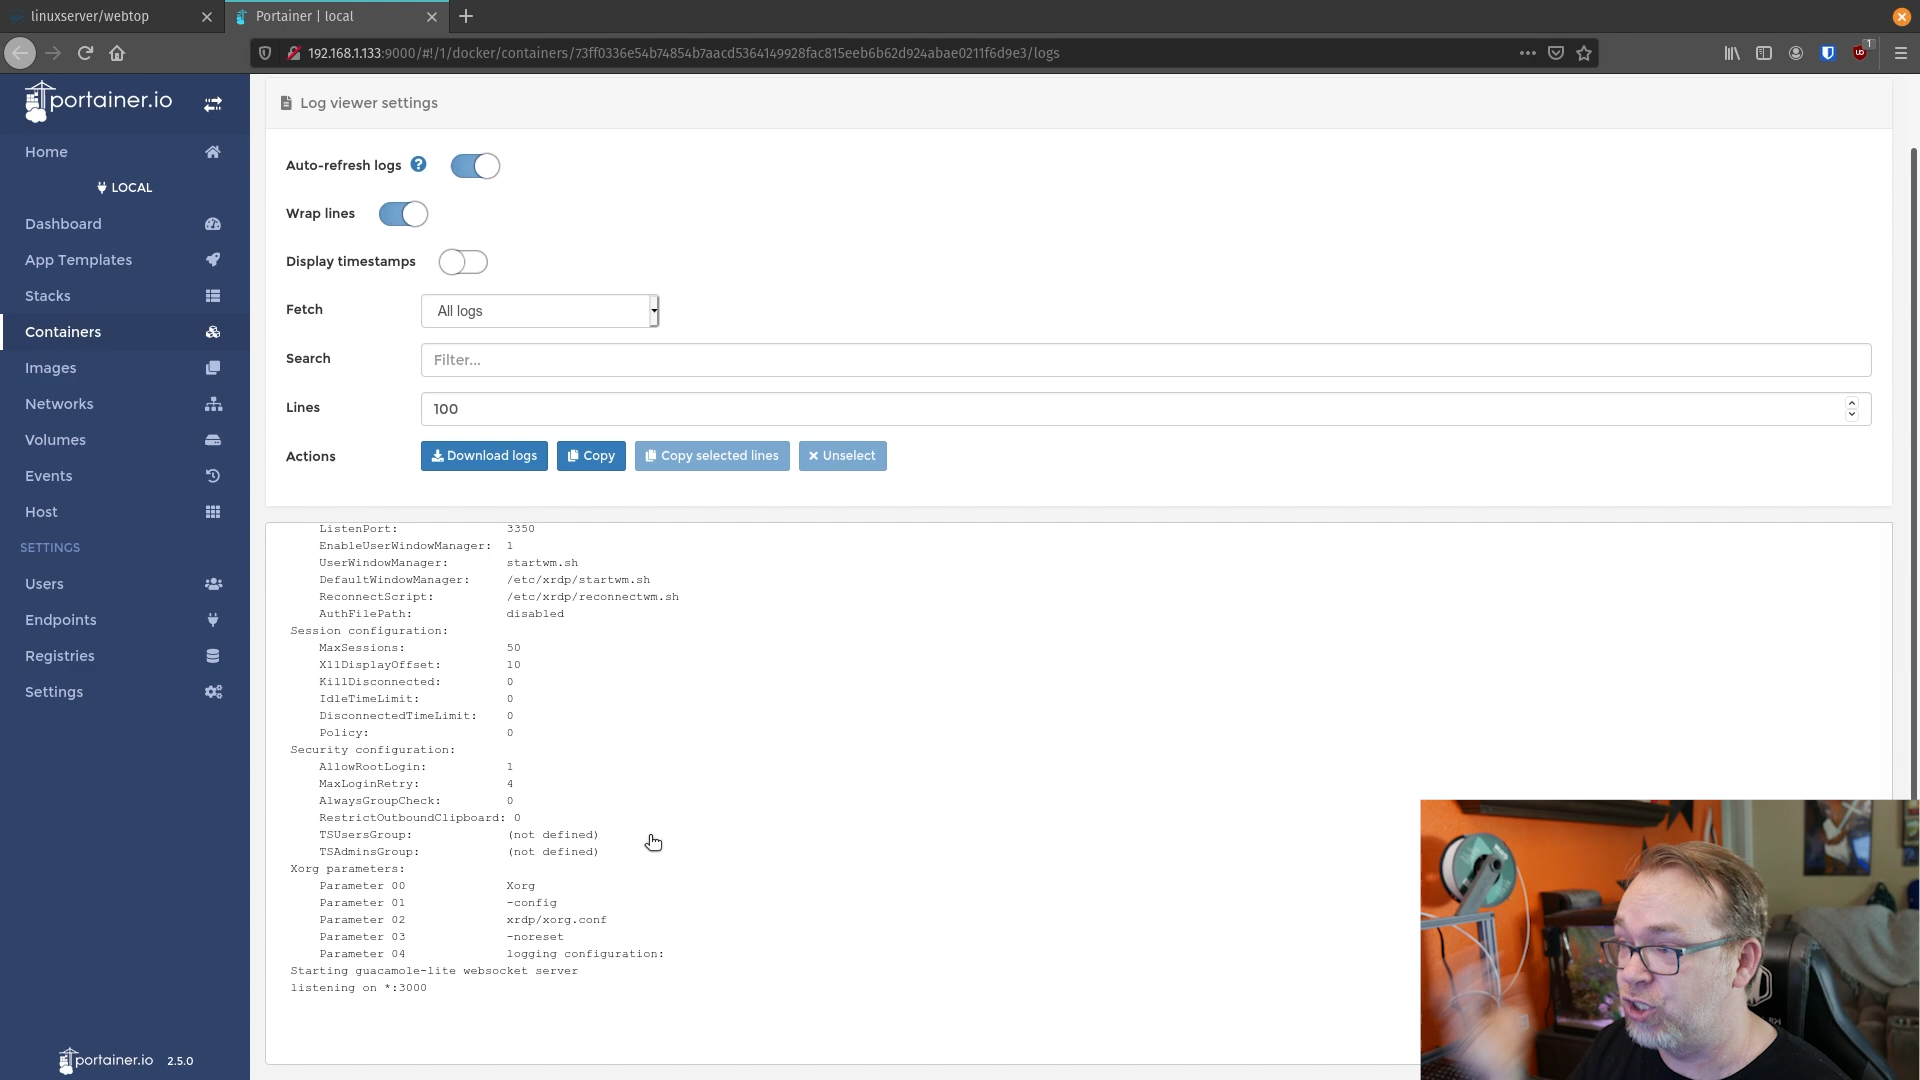 linuxserver/webtop
Portainer | local
192.168.1.133:9000/#!/1/docker/containers/73ff0336e54b74854b7aacd5364149928fac815eeb6b62d924abae0211f6d9e3/logs
1
portainer.io
Home
LOCAL
Dashboard
App Templates
Stacks
Containers
Images
Networks
Volumes
Events
Host
SETTINGS
Users
Endpoints
Registries
Settings
portainer.io 2.5.0
Log viewer settings
Auto-refresh logs
Wrap lines
Display timestamps
Fetch All logs
Search Filter...
Lines 100
Actions Download logs Copy Copy selected lines Unselect
ListenPort: 3350
EnableUserWindowManager: 1
UserWindowManager: startwm.sh
DefaultWindowManager: /etc/xrdp/startwm.sh
ReconnectScript: /etc/xrdp/reconnectwm.sh
AuthFilePath: disabled
Session configuration:
MaxSessions: 50
X11DisplayOffset: 10
KillDisconnected: 0
IdleTimeLimit: 0
DisconnectedTimeLimit: 0
Policy: 0
Security configuration:
AllowRootLogin: 1
MaxLoginRetry: 4
AlwaysGroupCheck: 0
RestrictOutboundClipboard: 0
TSUsersGroup: (not defined)
TSAdminsGroup: (not defined)
Xorg parameters:
Parameter 00 Xorg
Parameter 01 -config
Parameter 02 xrdp/xorg.conf
Parameter 03 -noreset
Parameter 04 logging configuration:
Starting guacamole-lite websocket server
listening on *:3000